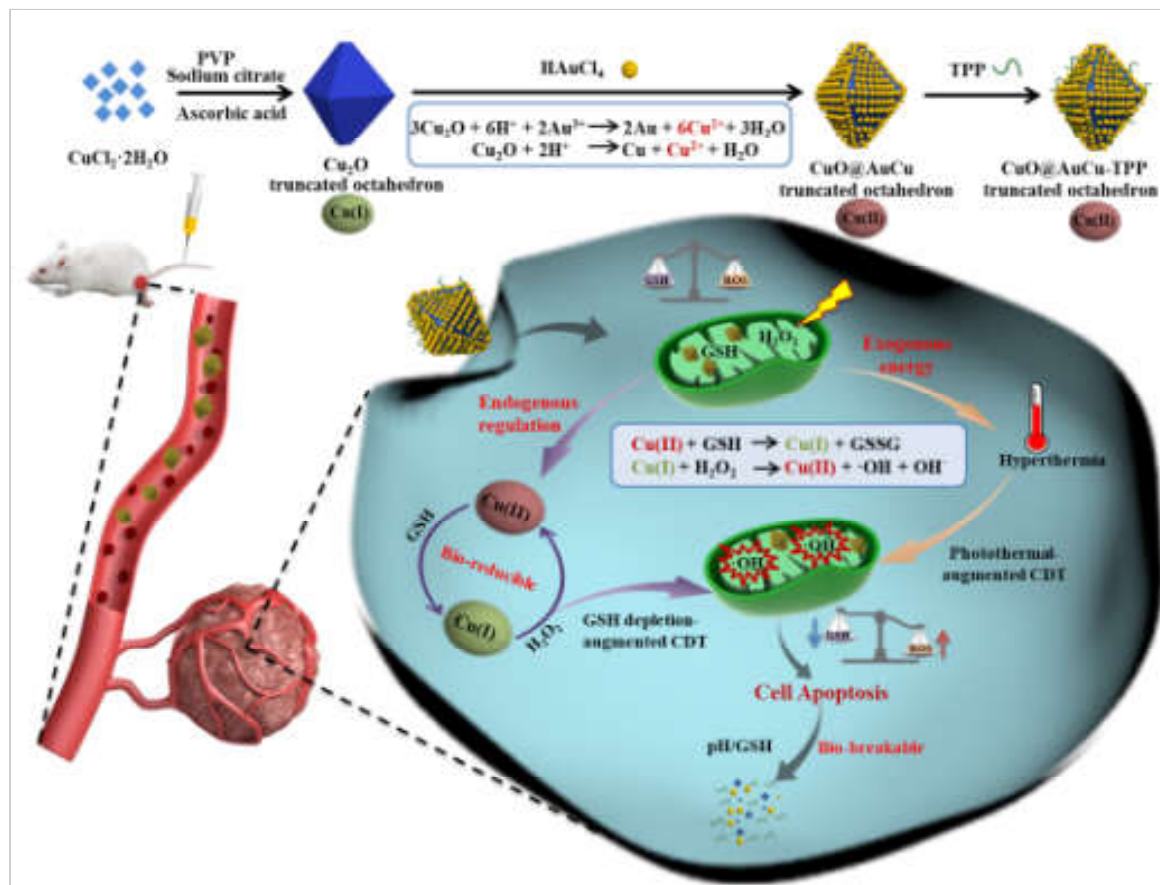 PVP
Sodium citrate
Ascorbic acid
CuCl₂·2H₂O
Cu₂O
truncated octahedron
Cu(I)
HAuCl₄
3Cu₂O + 6H⁺ + 2Au³⁺ → 2Au + 6Cu²⁺ + 3H₂O
Cu₂O + 2H⁺ → Cu + Cu²⁺ + H₂O
CuO@AuCu
truncated octahedron
Cu(II)
TPP
CuO@AuCu-TPP
truncated octahedron
Cu(II)
GSH
ROS
GSH
H₂O₂
Exogenous
energy
Endogenous
regulation
Cu(II) + GSH → Cu(I) + GSSG
Cu(I) + H₂O₂ → Cu(II) + ·OH + OH⁻
Hyperthermia
Cu(II)
GSH
Bio-reducible
Cu(I)
H₂O₂
GSH depletion-
augmented CDT
·OH
·OH
Photothermal-
augmented CDT
GSH
ROS
Cell Apoptosis
pH/GSH
Bio-breakable